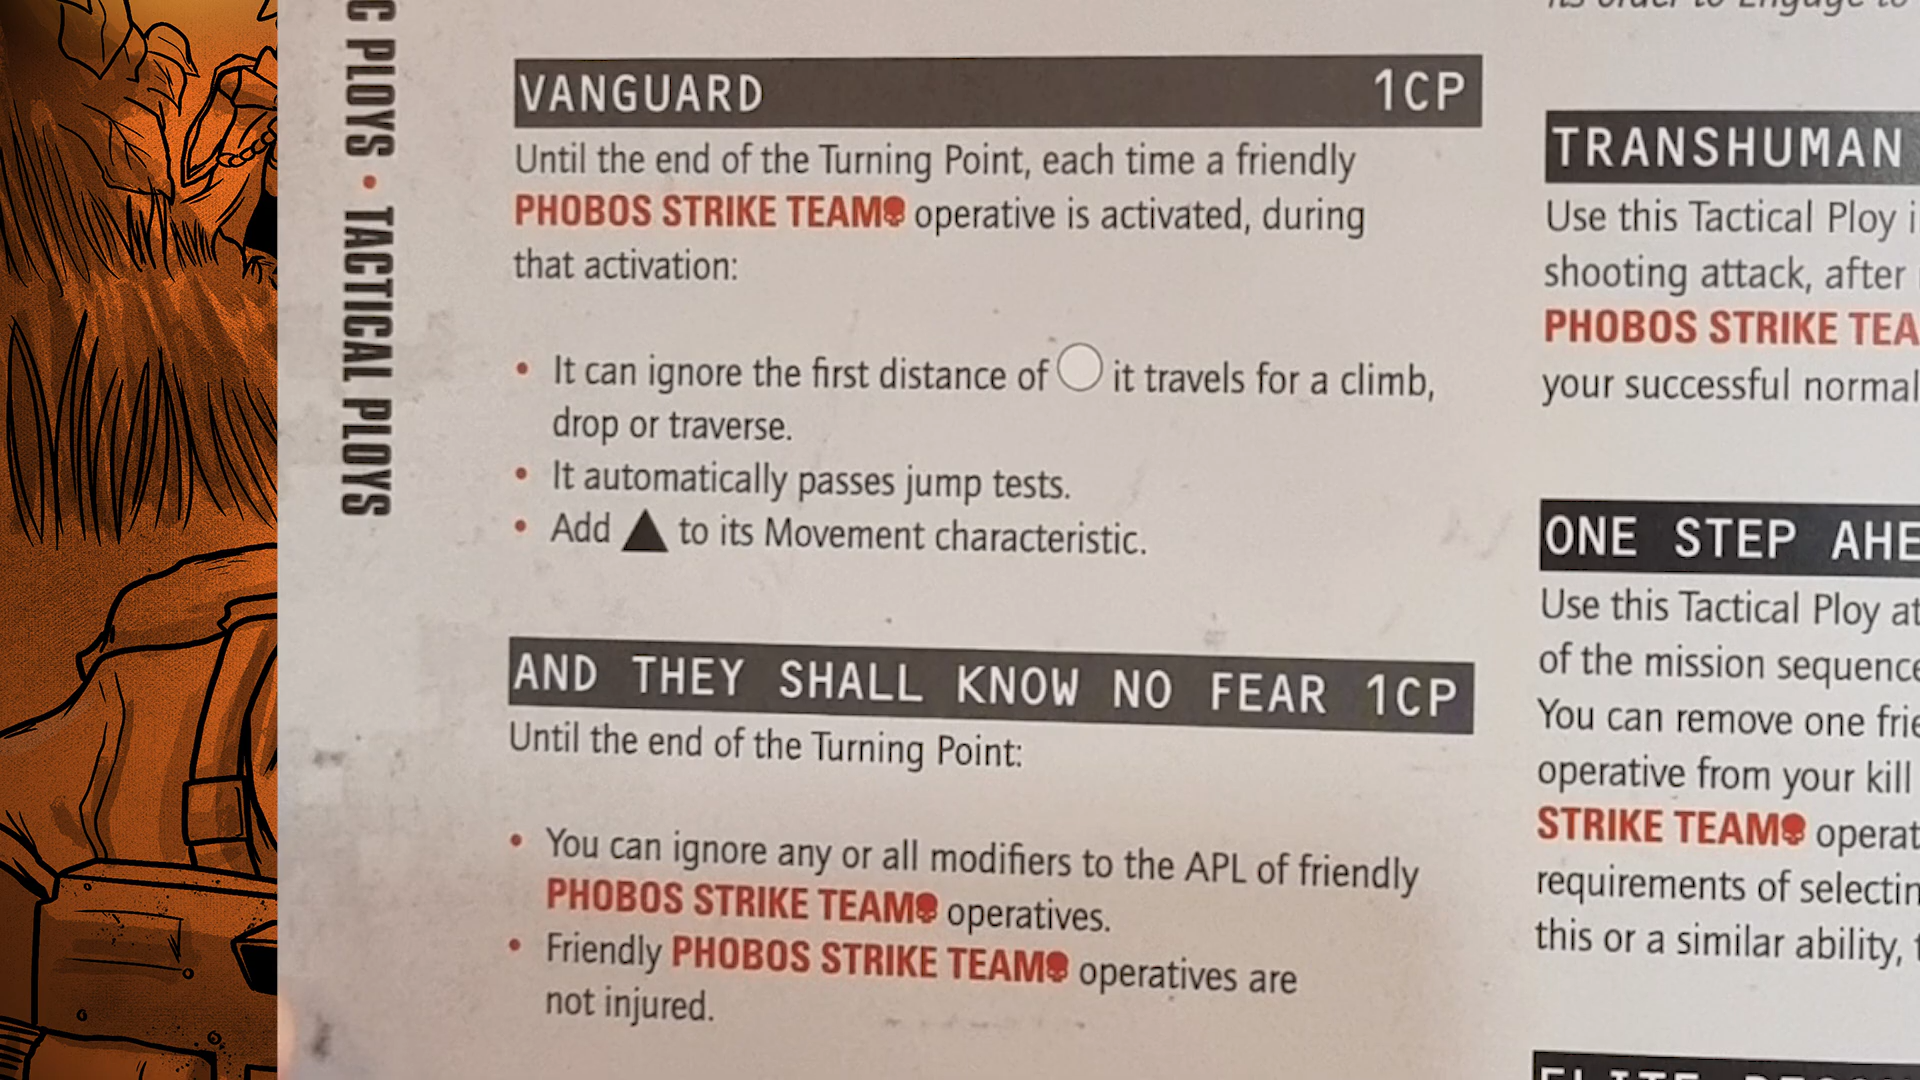 C PLOYS • TACTICAL PLOYS
VANGUARD 1CP
Until the end of the Turning Point, each time a friendly
PHOBOS STRIKE TEAM operative is activated, during
that activation:
• It can ignore the first distance of it travels for a climb,
drop or traverse.
• It automatically passes jump tests.
• Add ▲ to its Movement characteristic.
AND THEY SHALL KNOW NO FEAR 1CP
Until the end of the Turning Point:
• You can ignore any or all modifiers to the APL of friendly
PHOBOS STRIKE TEAM operatives.
• Friendly PHOBOS STRIKE TEAM operatives are
not injured.
its order to Engage to
TRANSHUMAN
Use this Tactical Ploy i
shooting attack, after
PHOBOS STRIKE TEA
your successful normal
ONE STEP AHE
Use this Tactical Ploy at
of the mission sequence
You can remove one frie
operative from your kill
STRIKE TEAM operat
requirements of selectin
this or a similar ability,